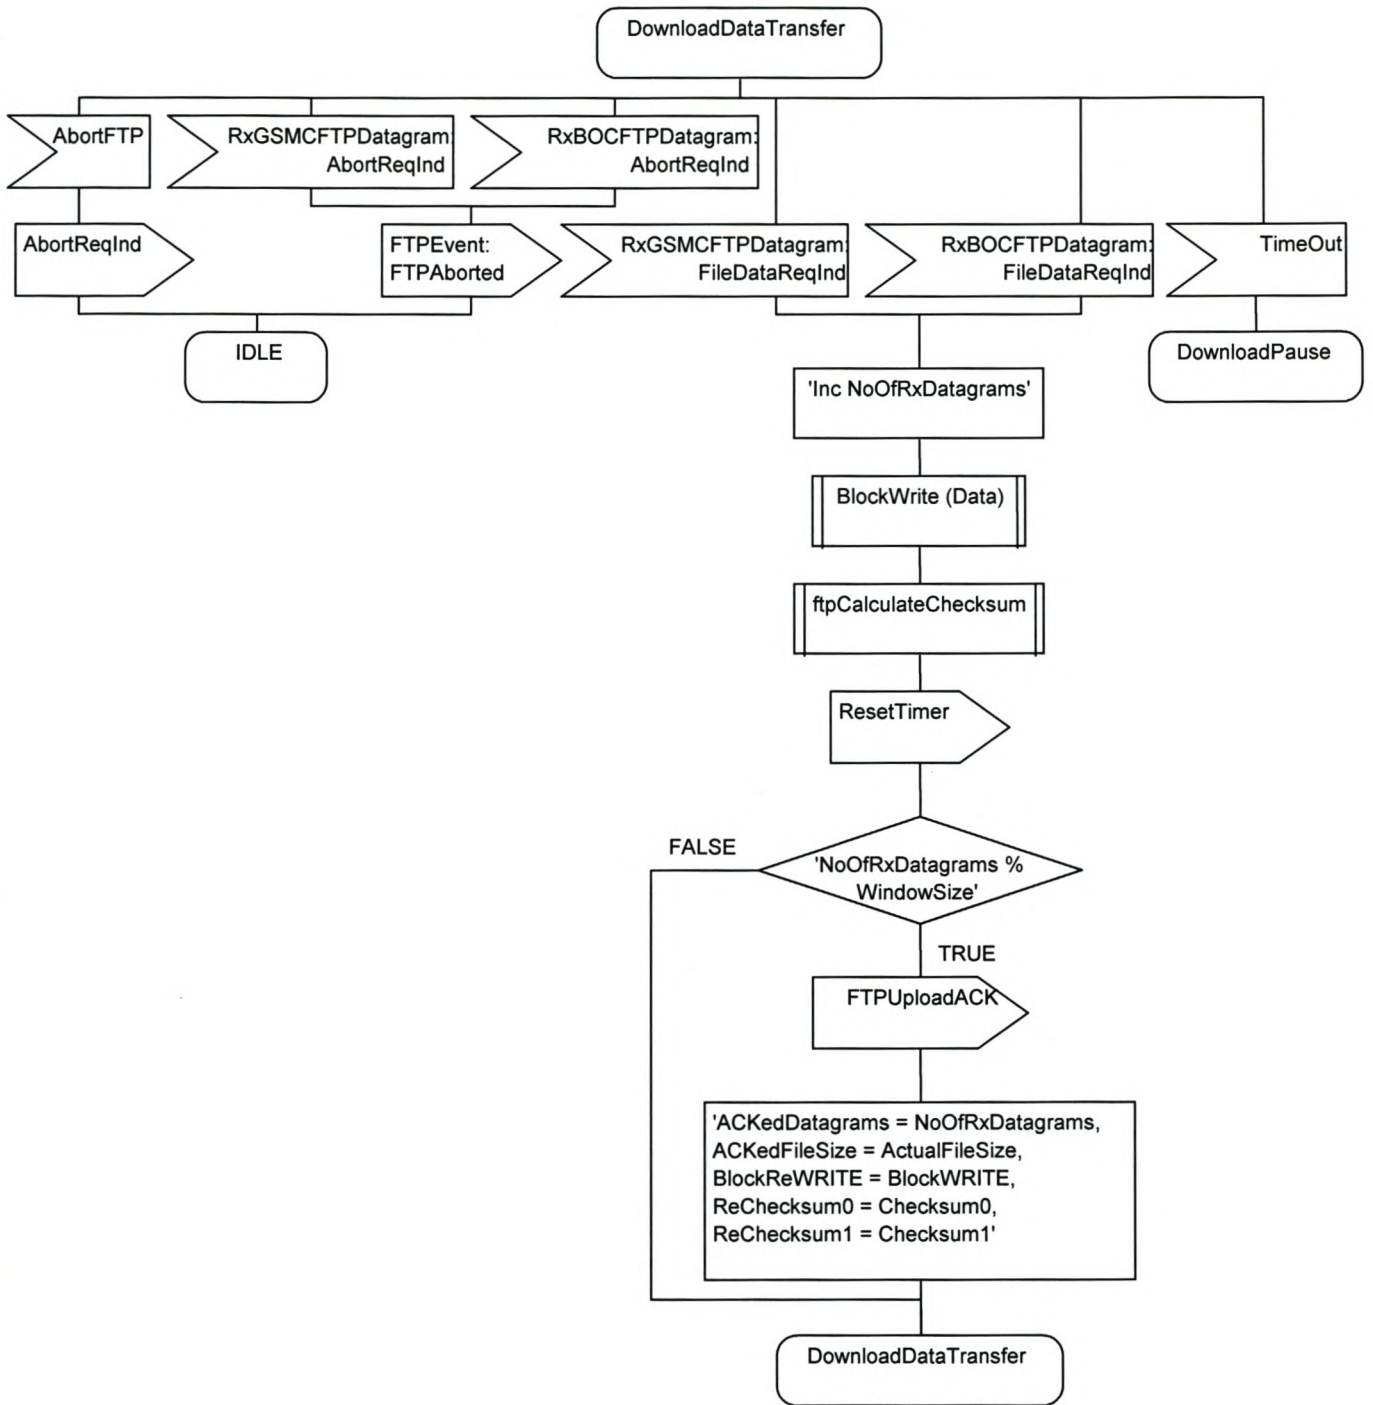 DownloadDataTransfer
AbortFTP
RxGSMCFTPDatagram:
AbortReqInd
RxBOCFTPDatagram:
AbortReqInd
AbortReqInd
FTPEvent:
FTPAborted
RxGSMCFTPDatagram:
FileDataReqInd
RxBOCFTPDatagram:
FileDataReqInd
TimeOut
IDLE
DownloadPause
'Inc NoOfRxDatagrams'
BlockWrite (Data)
ftpCalculateChecksum
ResetTimer
FALSE
'NoOfRxDatagrams %
WindowSize'
TRUE
FTPUploadACK
'ACKedDatagrams = NoOfRxDatagrams,
ACKedFileSize = ActualFileSize,
BlockReWRITE = BlockWRITE,
ReChecksum0 = Checksum0,
ReChecksum1 = Checksum1'
DownloadDataTransfer